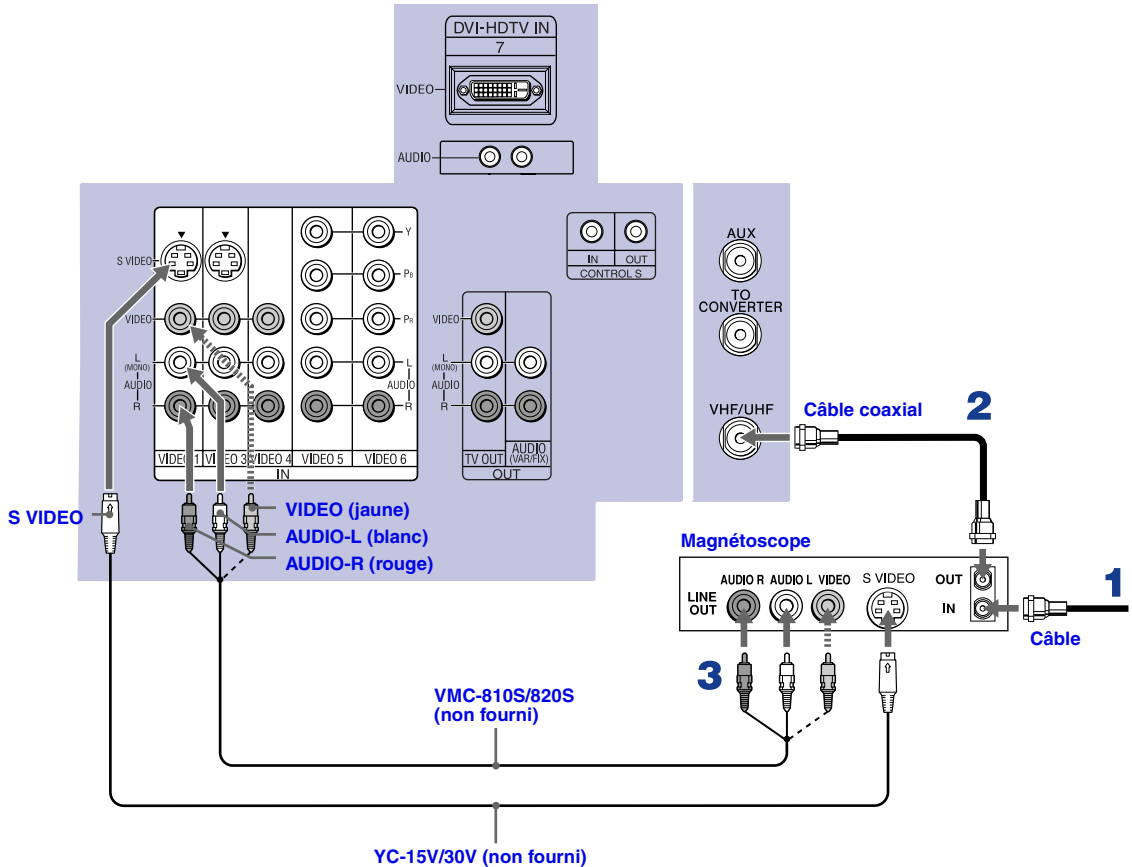 DVI-HDTV IN
7
VIDEO
AUDIO
S VIDEO
VIDEO
L
(MONO)
AUDIO
R
Y
PB
PR
L
AUDIO
R
VIDEO 1 VIDEO 3 VIDEO 4 VIDEO 5 VIDEO 6
IN
VIDEO
L
(MONO)
AUDIO
R
TV OUT
AUDIO
(VAR/FIX)
OUT
IN OUT
CONTROL S
AUX
TO
CONVERTER
VHF/UHF
Câble coaxial
2
S VIDEO
VIDEO (jaune)
AUDIO-L (blanc)
AUDIO-R (rouge)
Magnétoscope
LINE
OUT
AUDIO R AUDIO L VIDEO S VIDEO
OUT
IN
1
Câble
3
VMC-810S/820S
(non fourni)
YC-15V/30V (non fourni)